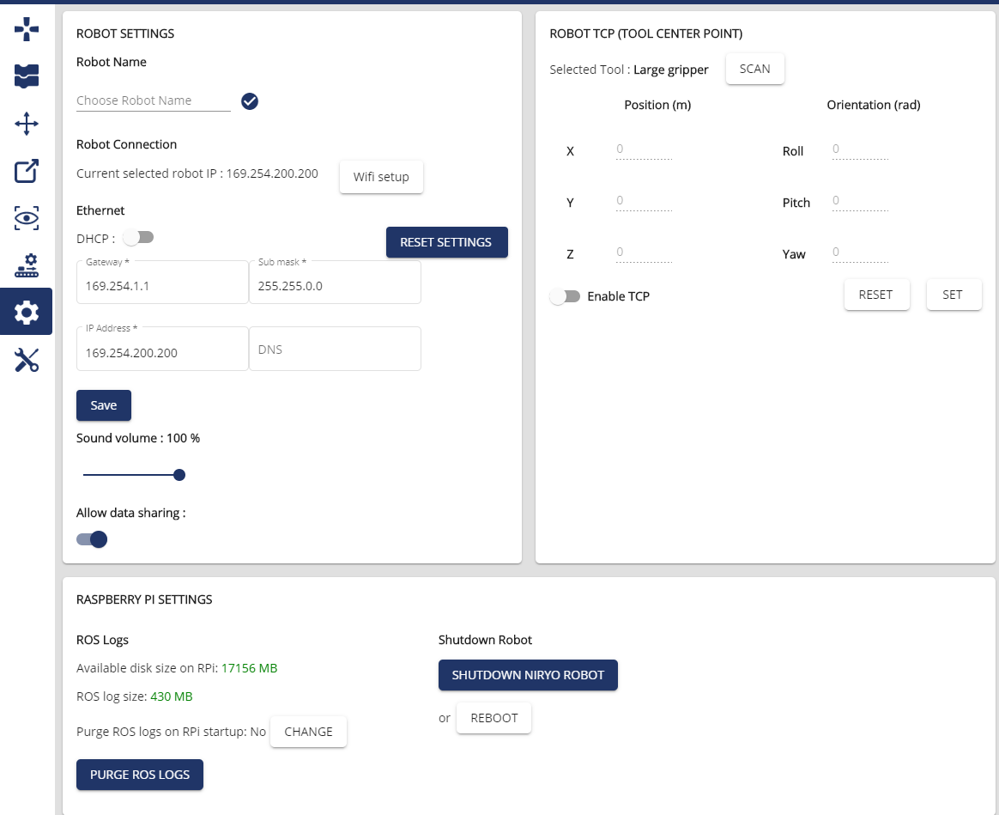 ROBOT SETTINGS
Robot Name
Choose Robot Name
Robot Connection
Current selected robot IP : 169.254.200.200
Wifi setup
Ethernet
DHCP :
RESET SETTINGS
Gateway *
169.254.1.1
Sub mask *
255.255.0.0
IP Address *
169.254.200.200
DNS
Save
Sound volume : 100 %
Allow data sharing :
ROBOT TCP (TOOL CENTER POINT)
Selected Tool : Large gripper
SCAN
Position (m)
Orientation (rad)
X 0
Roll 0
Y 0
Pitch 0
Z 0
Yaw 0
Enable TCP
RESET
SET
RASPBERRY PI SETTINGS
ROS Logs
Available disk size on RPi: 17156 MB
ROS log size: 430 MB
Purge ROS logs on RPi startup: No
CHANGE
PURGE ROS LOGS
Shutdown Robot
SHUTDOWN NIRYO ROBOT
or
REBOOT